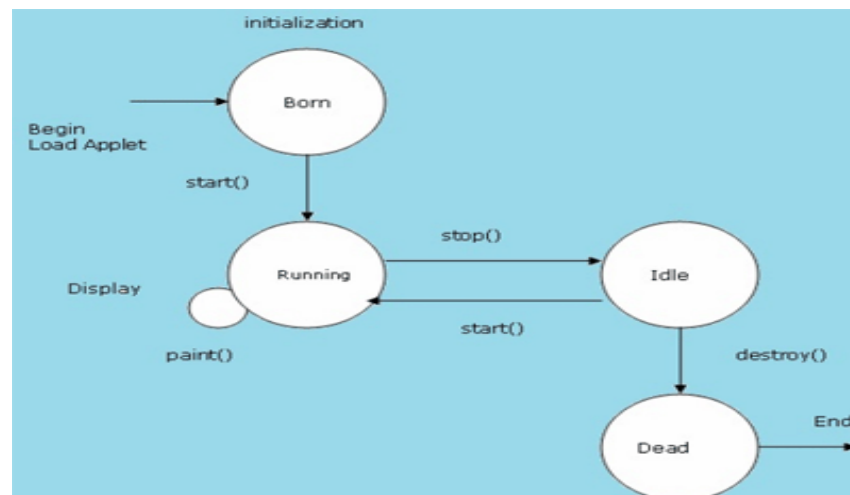 initialization
Born
Begin
Load Applet
start()
stop()
Running
Idle
Display
start()
paint()
destroy()
End
Dead